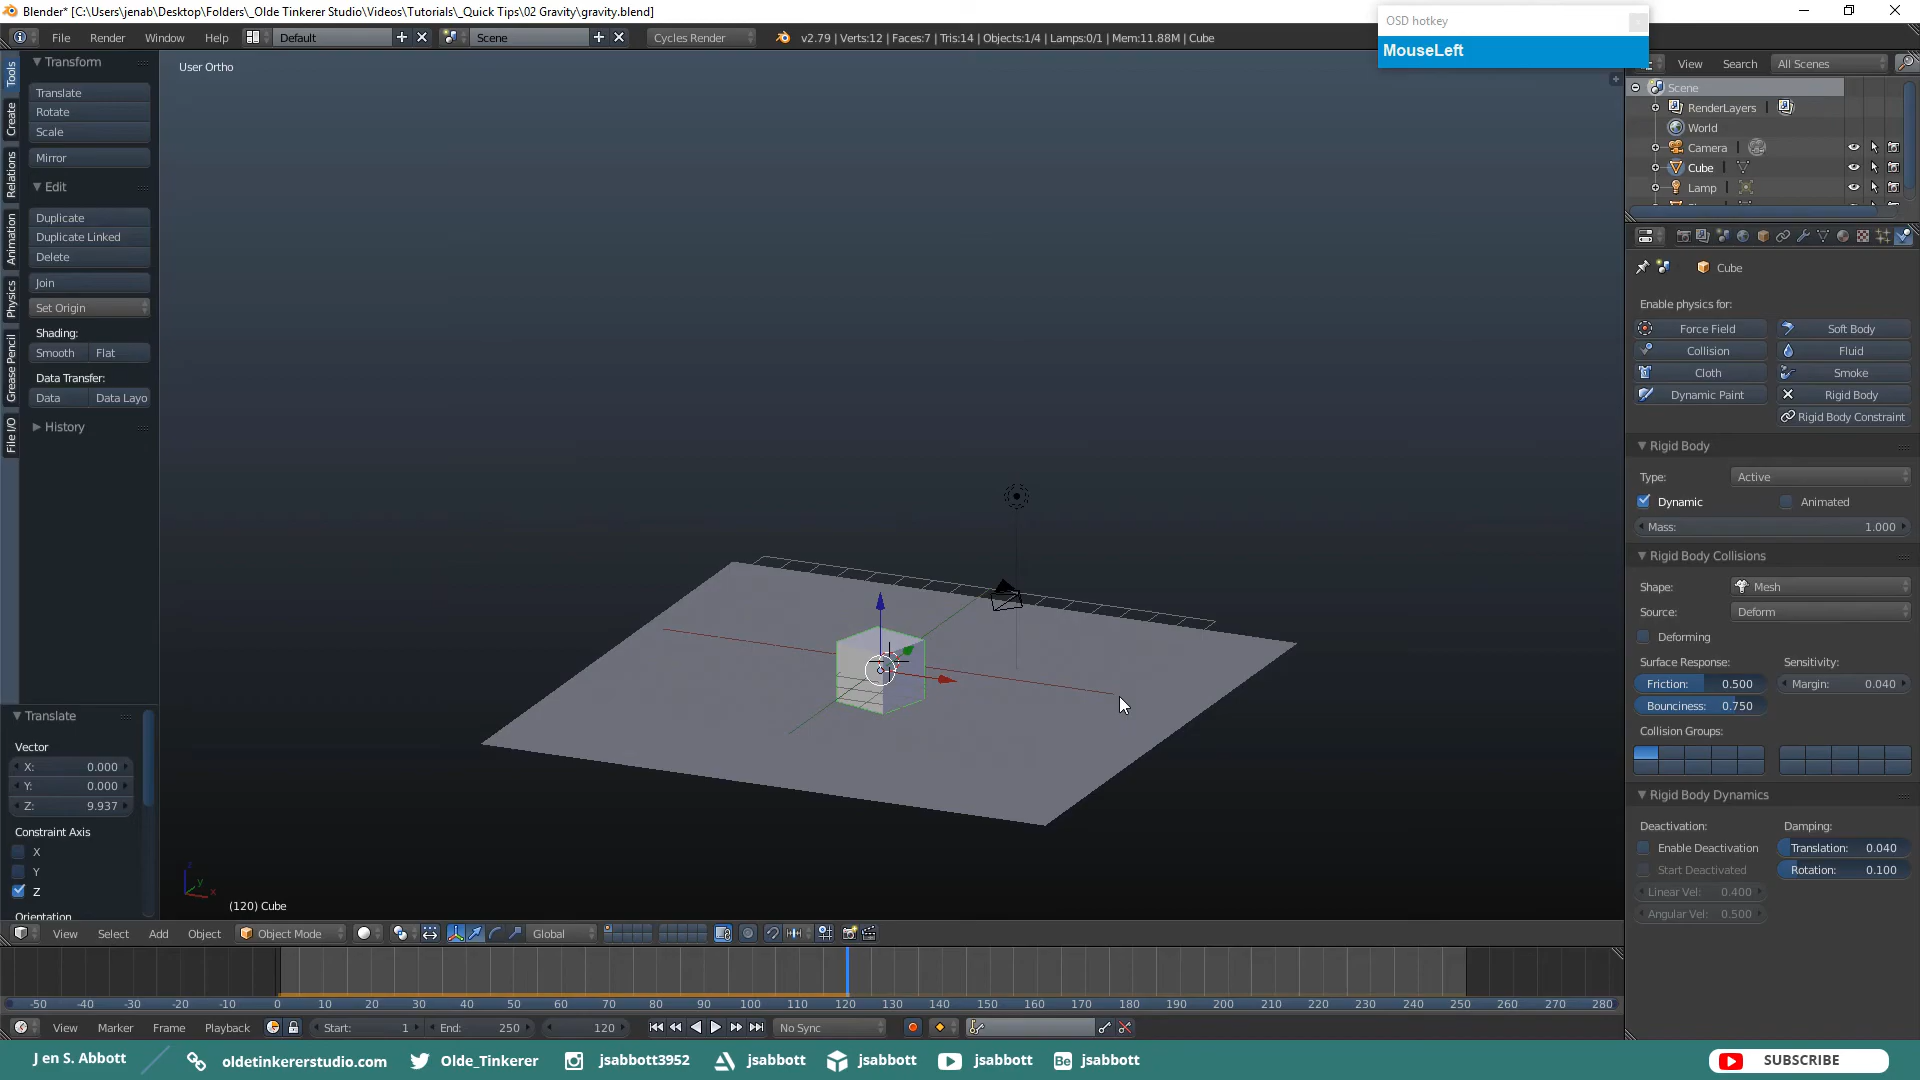 Blender* [C:\Users\jenab\Desktop\Folders\_Olde Tinkerer Studio\Videos\Tutorials\_Quick Tips\02 Gravity\gravity.blend]
OSD hotkey
MouseLeft
File Render Window Help Default Scene Cycles Render v2.79 | Verts:12 | Faces:7 | Tris:14 | Objects:1/4 | Lamps:0/1 | Mem:11.88M | Cube
View Search All Scenes
Tools
Create
Relations
Animation
Physics
Grease Pencil
File I/O
Transform
Translate
Rotate
Scale
Mirror
Edit
Duplicate
Duplicate Linked
Delete
Join
Set Origin
Shading:
Smooth Flat
Data Transfer:
Data Data Layo
History
Translate
Vector
X: 0.000
Y: 0.000
Z: 9.937
Constraint Axis
X
Y
Z
Orientation
User Ortho
z
y
x
(120) Cube
Scene
RenderLayers
World
Camera
Cube
Lamp
Cube
Enable physics for:
Force Field Soft Body
Collision Fluid
Cloth Smoke
Dynamic Paint Rigid Body
Rigid Body Constraint
Rigid Body
Type: Active
Dynamic Animated
Mass: 1.000
Rigid Body Collisions
Shape: Mesh
Source: Deform
Deforming
Surface Response: Sensitivity:
Friction: 0.500 Margin: 0.040
Bounciness: 0.750
Collision Groups:
Rigid Body Dynamics
Deactivation: Damping:
Enable Deactivation Translation: 0.040
Start Deactivated Rotation: 0.100
Linear Vel: 0.400
Angular Vel: 0.500
View Select Add Object Object Mode Global
-50 -40 -30 -20 -10 0 10 20 30 40 50 60 70 80 90 100 110 120 130 140 150 160 170 180 190 200 210 220 230 240 250 260 270 280
View Marker Frame Playback Start: 1 End: 250 120 No Sync
J en S. Abbott oldetinkererstudio.com Olde_Tinkerer jsabbott3952 jsabbott jsabbott jsabbott Be jsabbott SUBSCRIBE